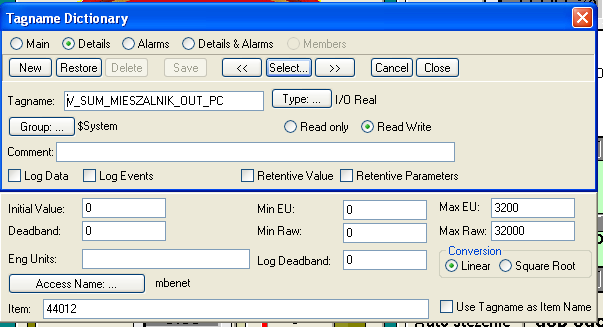 Tagname Dictionary
Main Details Alarms Details & Alarms Members
New Restore Delete Save << Select... >> Cancel Close
Tagname: V_SUM_MIESZALNIK_OUT_PC Type: ... I/O Real
Group: ... $System Read only Read Write
Comment:
Log Data Log Events Retentive Value Retentive Parameters
Initial Value: 0 Min EU: 0 Max EU: 3200
Deadband: 0 Min Raw: 0 Max Raw: 32000
Eng Units: Log Deadband: 0 Conversion
Linear Square Root
Access Name: ... mbenet
Item: 44012 Use Tagname as Item Name